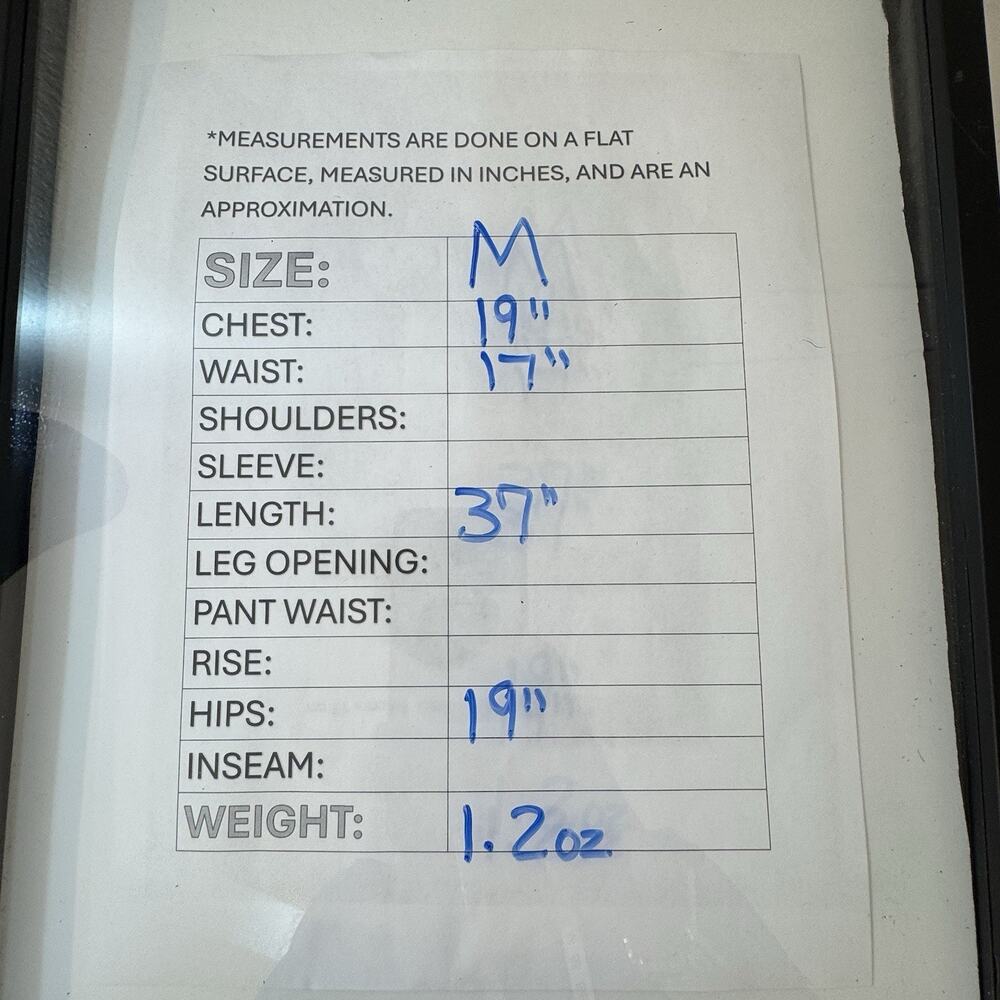 *MEASUREMENTS ARE DONE ON A FLAT
SURFACE, MEASURED IN INCHES, AND ARE AN
APPROXIMATION.
SIZE: M
CHEST: 19"
WAIST: 17"
SHOULDERS:
SLEEVE:
LENGTH: 37"
LEG OPENING:
PANT WAIST:
RISE:
HIPS: 19"
INSEAM:
WEIGHT: 1.2oz